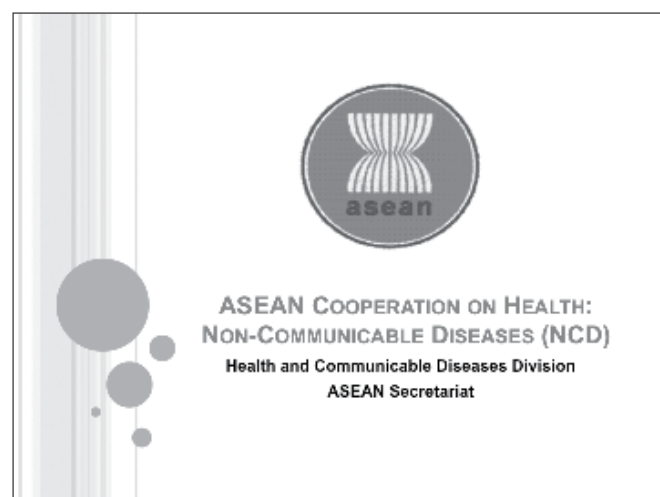 asean
ASEAN COOPERATION ON HEALTH:
NON-COMMUNICABLE DISEASES (NCD)
Health and Communicable Diseases Division
ASEAN Secretariat